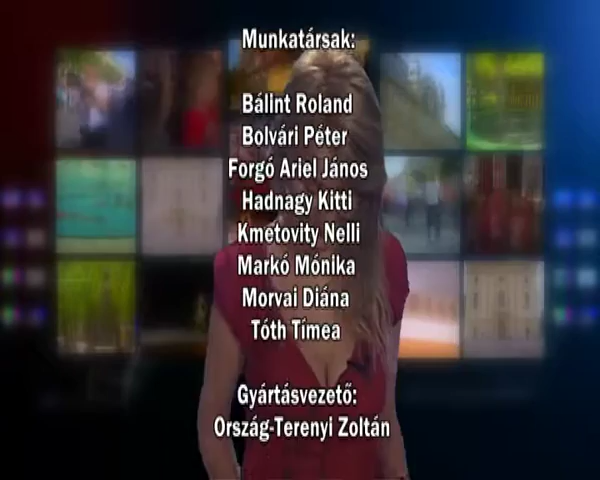 Munkatársak:
Bálint Roland
Bolvári Péter
Forgó Ariel János
Hadnagy Kitti
Kmetovity Nelli
Markó Mónika
Morvai Diána
Tóth Tímea
Gyártásvezető:
Ország-Terenyi Zoltán